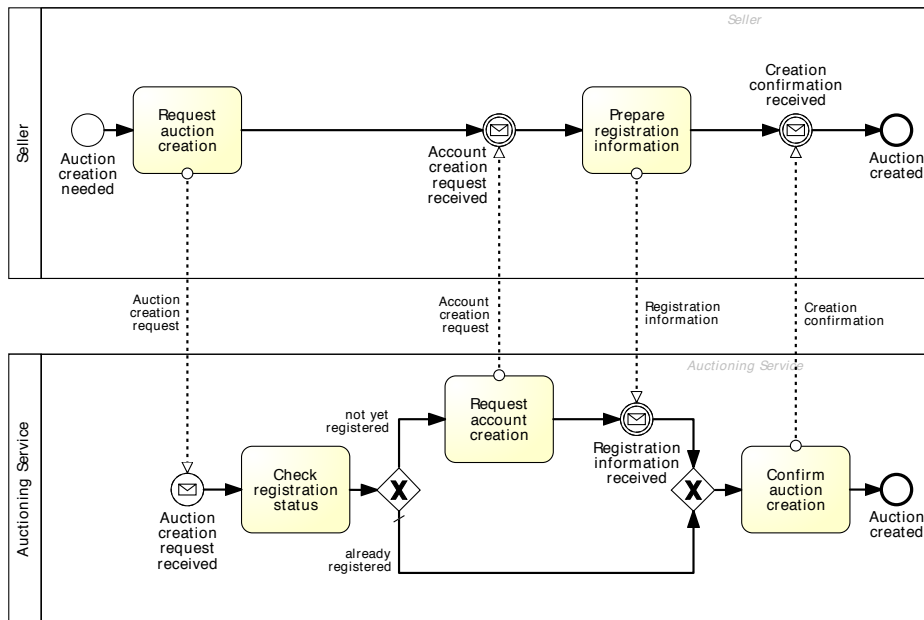 Seller
Seller
Request
auction
creation
Auction
creation
needed
Account
creation
request
received
Prepare
registration
information
Creation
confirmation
received
Auction
created
Auction
creation
request
Account
creation
request
Registration
information
Creation
confirmation
Auctioning Service
Auctioning Service
Auction
creation
request
received
Check
registration
status
not yet
registered
already
registered
X
Request
account
creation
Registration
information
received
X
Confirm
auction
creation
Auction
created